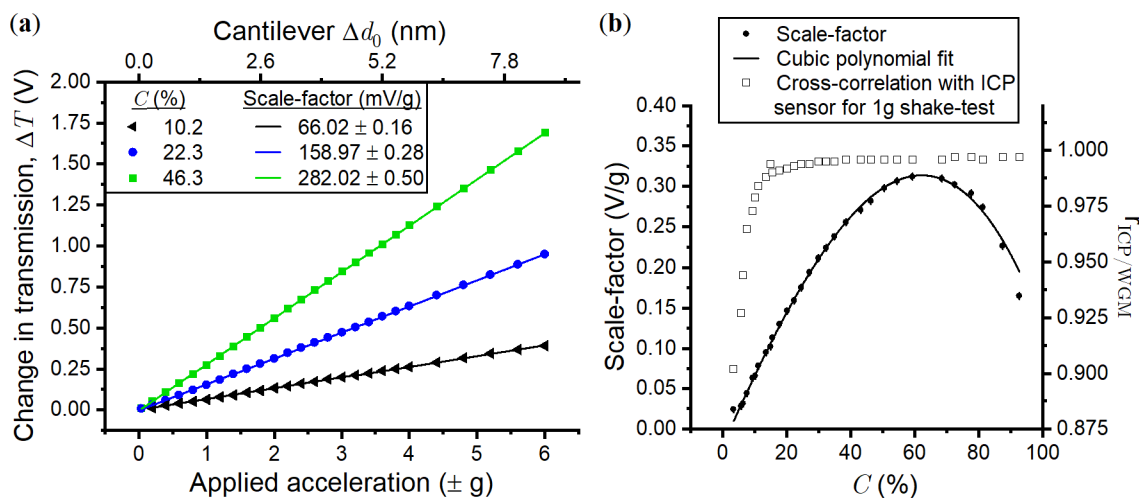 (a)
Cantilever Δd₀ (nm)
0.0 2.6 5.2 7.8
2.00
1.75
1.50
1.25
1.00
0.75
0.50
0.25
0.00
Change in transmission, ΔT (V)
C (%) Scale-factor (mV/g)
10.2 66.02 ± 0.16
22.3 158.97 ± 0.28
46.3 282.02 ± 0.50
0 1 2 3 4 5 6
Applied acceleration (± g)
(b)
Scale-factor
Cubic polynomial fit
Cross-correlation with ICP
sensor for 1g shake-test
0.40
0.35
0.30
0.25
0.20
0.15
0.10
0.05
0.00
Scale-factor (V/g)
1.000
0.975
0.950
0.925
0.900
0.875
r_ICP/WGM
0 20 40 60 80 100
C (%)